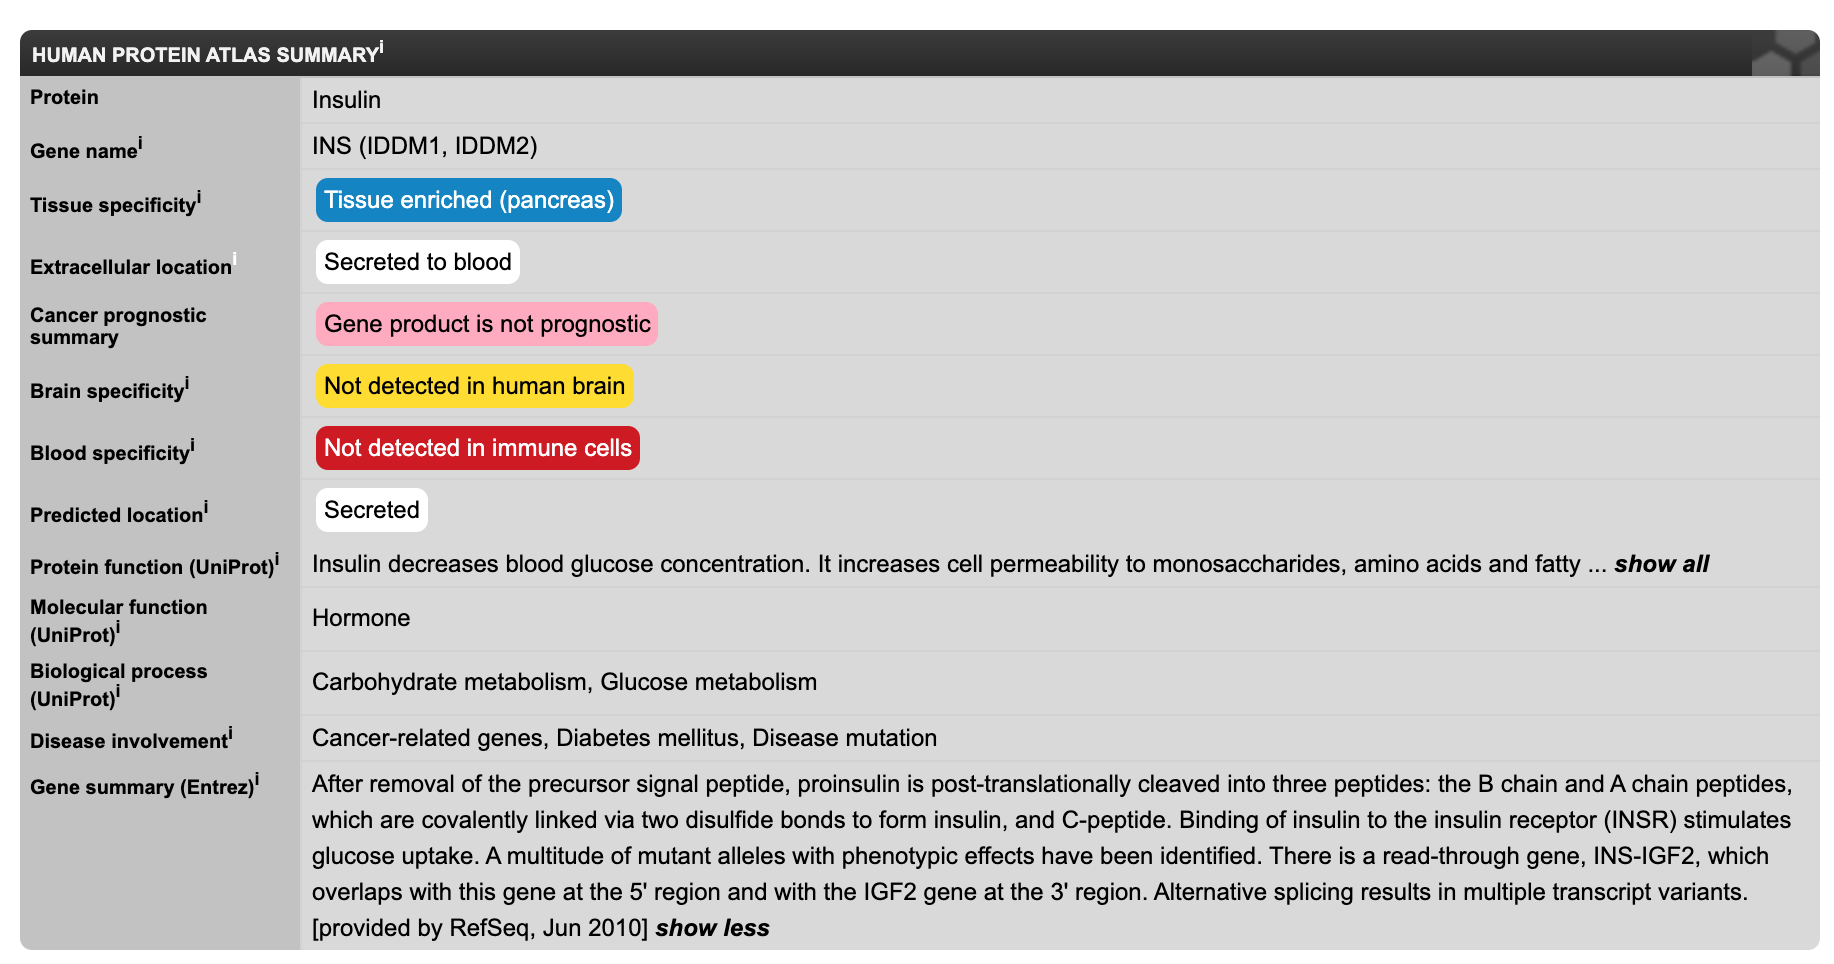 HUMAN PROTEIN ATLAS SUMMARYi
Protein
Insulin
Gene namei
INS (IDDM1, IDDM2)
Tissue specificityi
Tissue enriched (pancreas)
Extracellular locationi
Secreted to blood
Cancer prognostic
summary
Gene product is not prognostic
Brain specificityi
Not detected in human brain
Blood specificityi
Not detected in immune cells
Predicted locationi
Secreted
Protein function (UniProt)i
Insulin decreases blood glucose concentration. It increases cell permeability to monosaccharides, amino acids and fatty ... show all
Molecular function
(UniProt)i
Hormone
Biological process
(UniProt)i
Carbohydrate metabolism, Glucose metabolism
Disease involvementi
Cancer-related genes, Diabetes mellitus, Disease mutation
Gene summary (Entrez)i
After removal of the precursor signal peptide, proinsulin is post-translationally cleaved into three peptides: the B chain and A chain peptides,
which are covalently linked via two disulfide bonds to form insulin, and C-peptide. Binding of insulin to the insulin receptor (INSR) stimulates
glucose uptake. A multitude of mutant alleles with phenotypic effects have been identified. There is a read-through gene, INS-IGF2, which
overlaps with this gene at the 5' region and with the IGF2 gene at the 3' region. Alternative splicing results in multiple transcript variants.
[provided by RefSeq, Jun 2010] show less